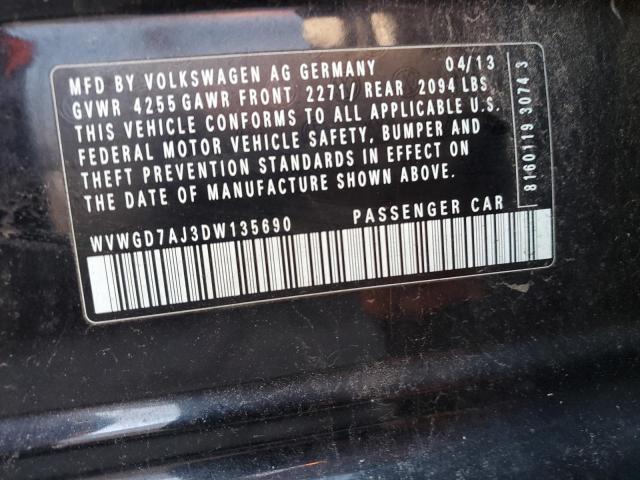 MFD BY VOLKSWAGEN AG GERMANY 04/13
GVWR 4255 GAWR FRONT 2271/ REAR 2094 LBS
THIS VEHICLE CONFORMS TO ALL APPLICABLE U.S.
FEDERAL MOTOR VEHICLE SAFETY, BUMPER AND
THEFT PREVENTION STANDARDS IN EFFECT ON
THE DATE OF MANUFACTURE SHOWN ABOVE.
WVWGD7AJ3DW135690 PASSENGER CAR
8160119 3074 3